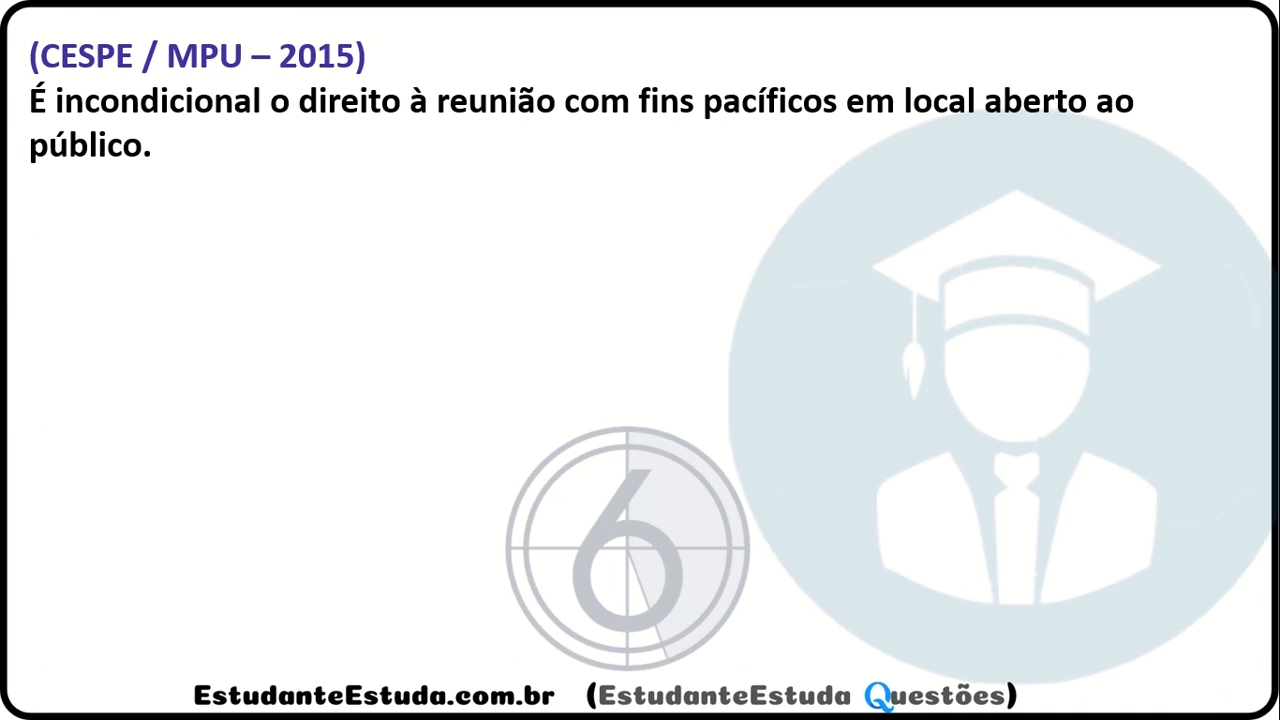 (CESPE / MPU – 2015)
É incondicional o direito à reunião com fins pacíficos em local aberto ao
público.
6
EstudanteEstuda.com.br (EstudanteEstuda Questões)